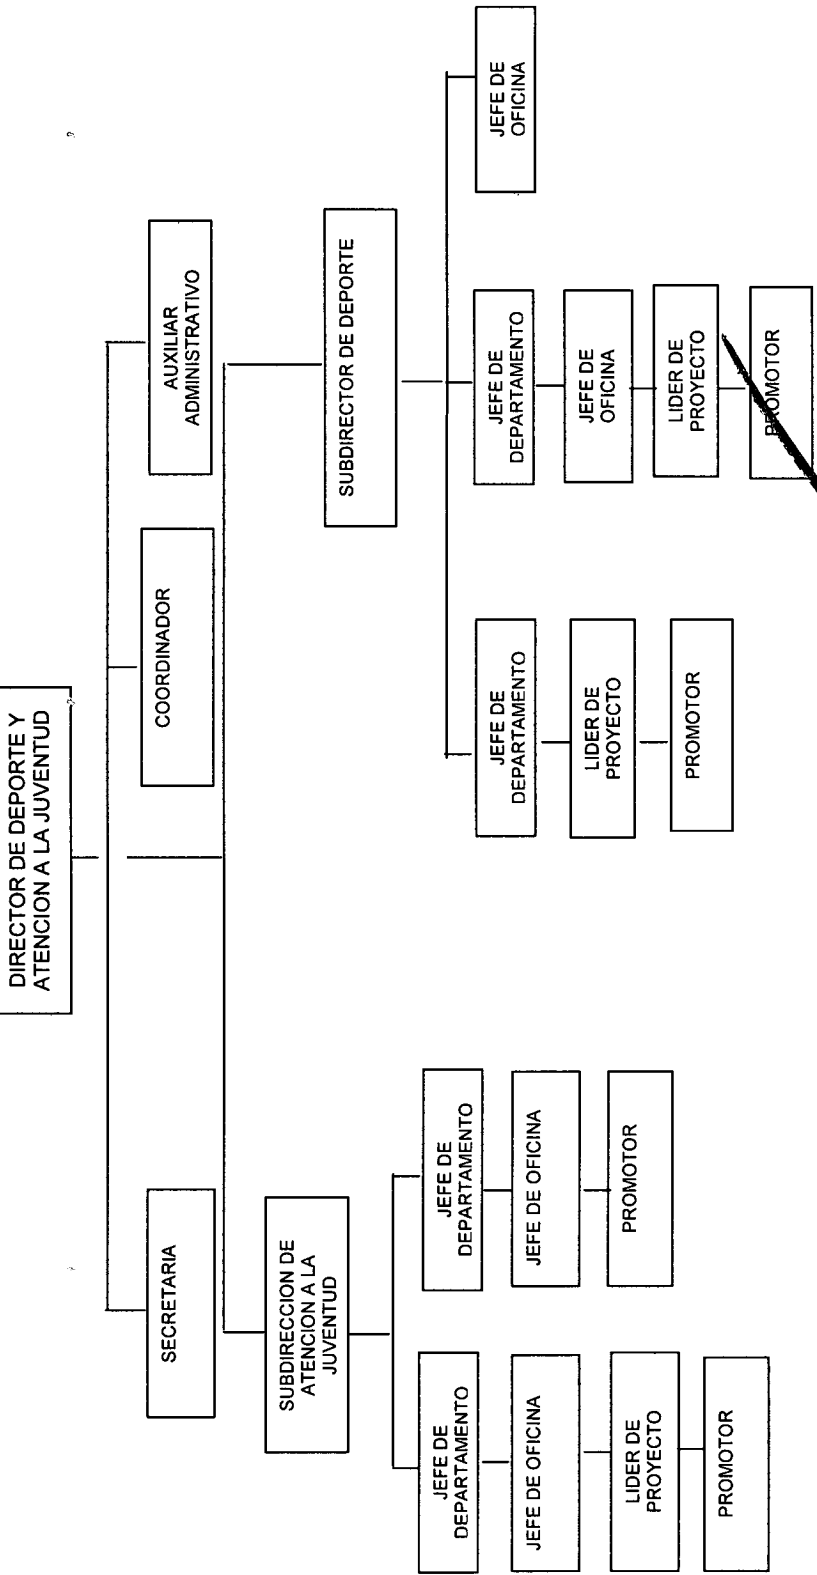 DIRECTOR DE DEPORTE Y
ATENCION A LA JUVENTUD
SECRETARIA
COORDINADOR
AUXILIAR
ADMINISTRATIVO
SUBDIRECCION DE
ATENCION A LA
JUVENTUD
SUBDIRECTOR DE DEPORTE
JEFE DE
DEPARTAMENTO
JEFE DE OFICINA
LIDER DE
PROYECTO
PROMOTOR
JEFE DE
DEPARTAMENTO
JEFE DE OFICINA
PROMOTOR
JEFE DE
DEPARTAMENTO
LIDER DE
PROYECTO
PROMOTOR
JEFE DE
DEPARTAMENTO
JEFE DE
OFICINA
LIDER DE
PROYECTO
PROMOTOR
JEFE DE
OFICINA